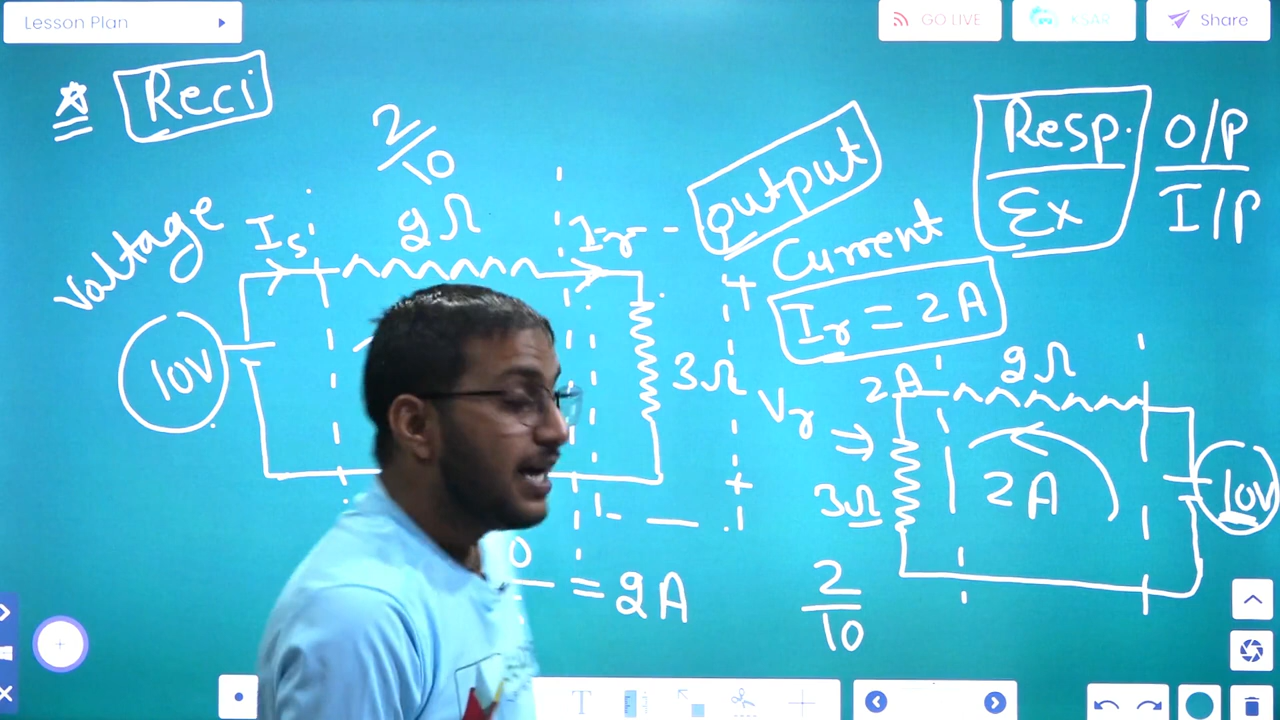 Lesson Plan
GO LIVE
KSAR
Share
Reci
2/10
Voltage
Is
2Ω
Ir
output
Current
Ir = 2A
Resp.
Ex
O/P
I/P
10V
3Ω
+
Vr
+
= 2A
2A
2Ω
3Ω
2A
10V
2/10
T